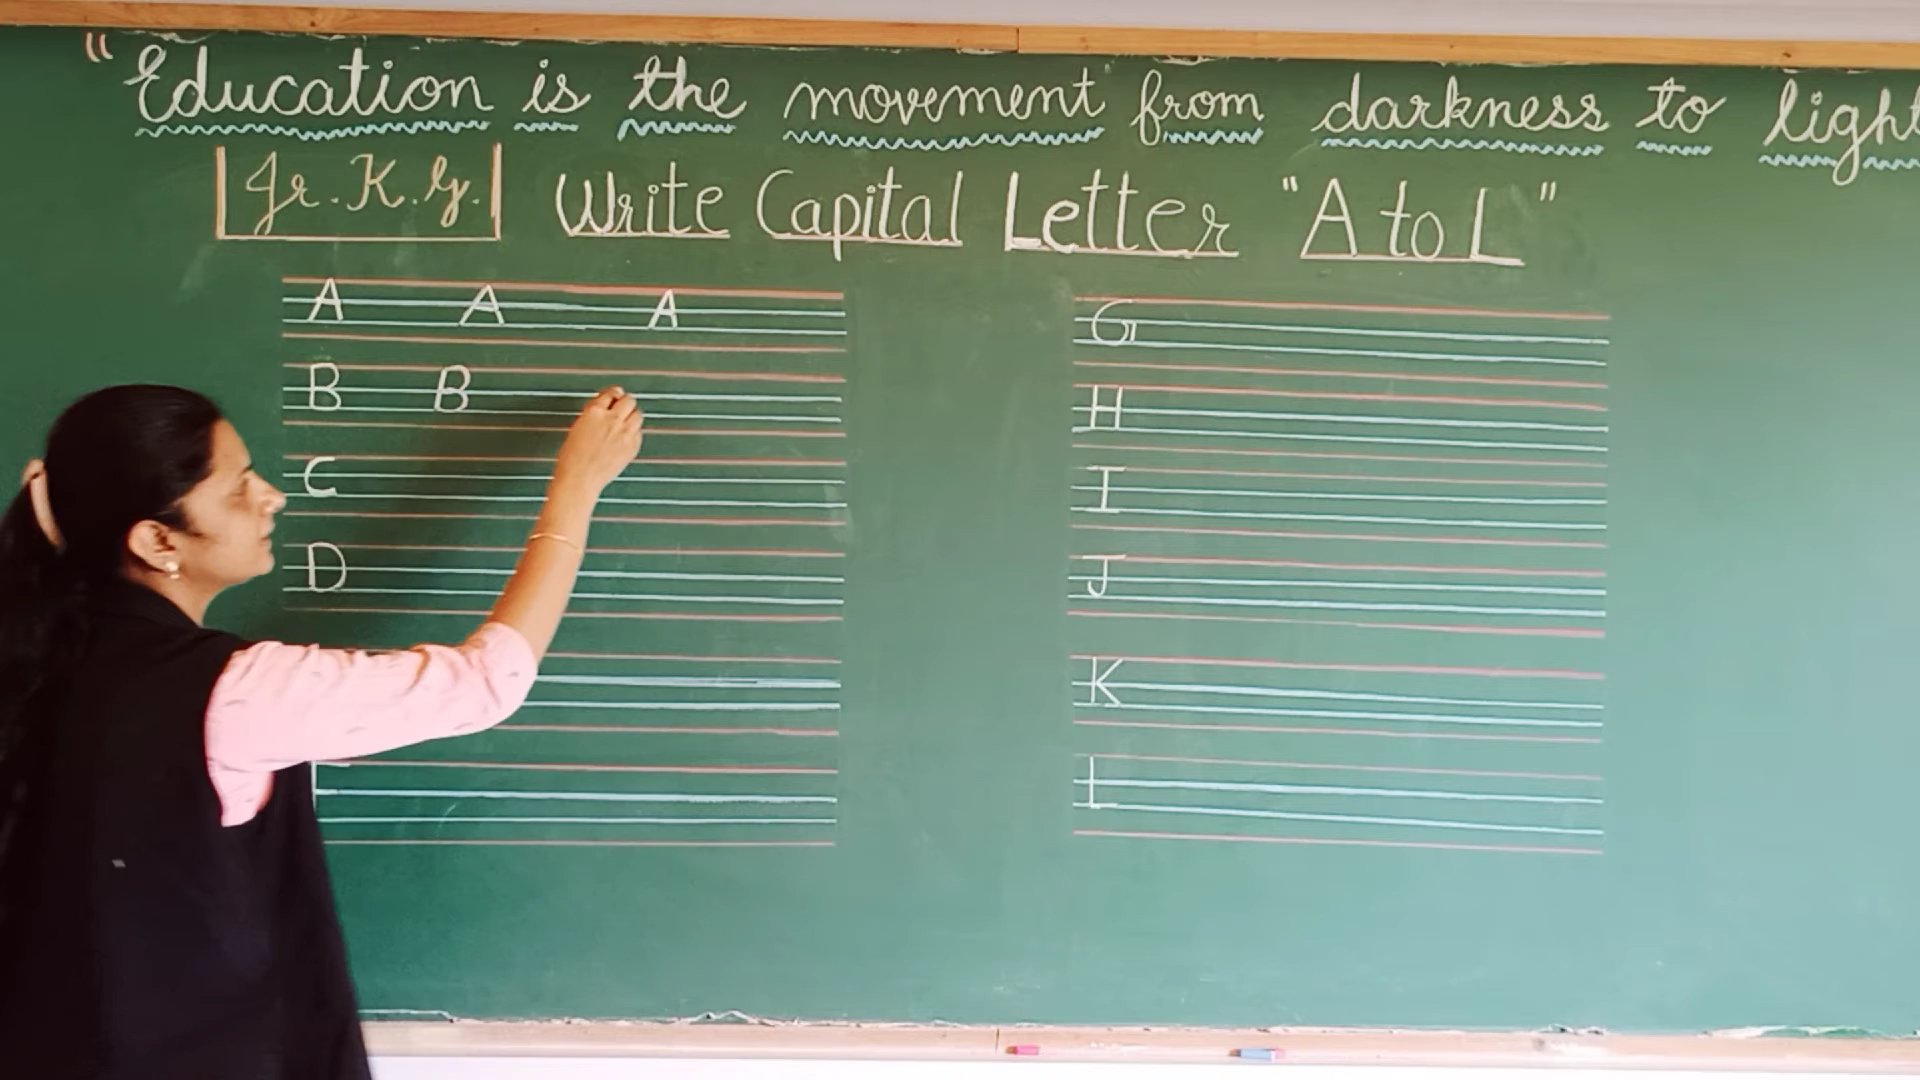 "Education is the movement from darkness to light
Jr. K. G. Write Capital Letter "A to L"
A A A
B B
C
D
G
H
I
J
K
L